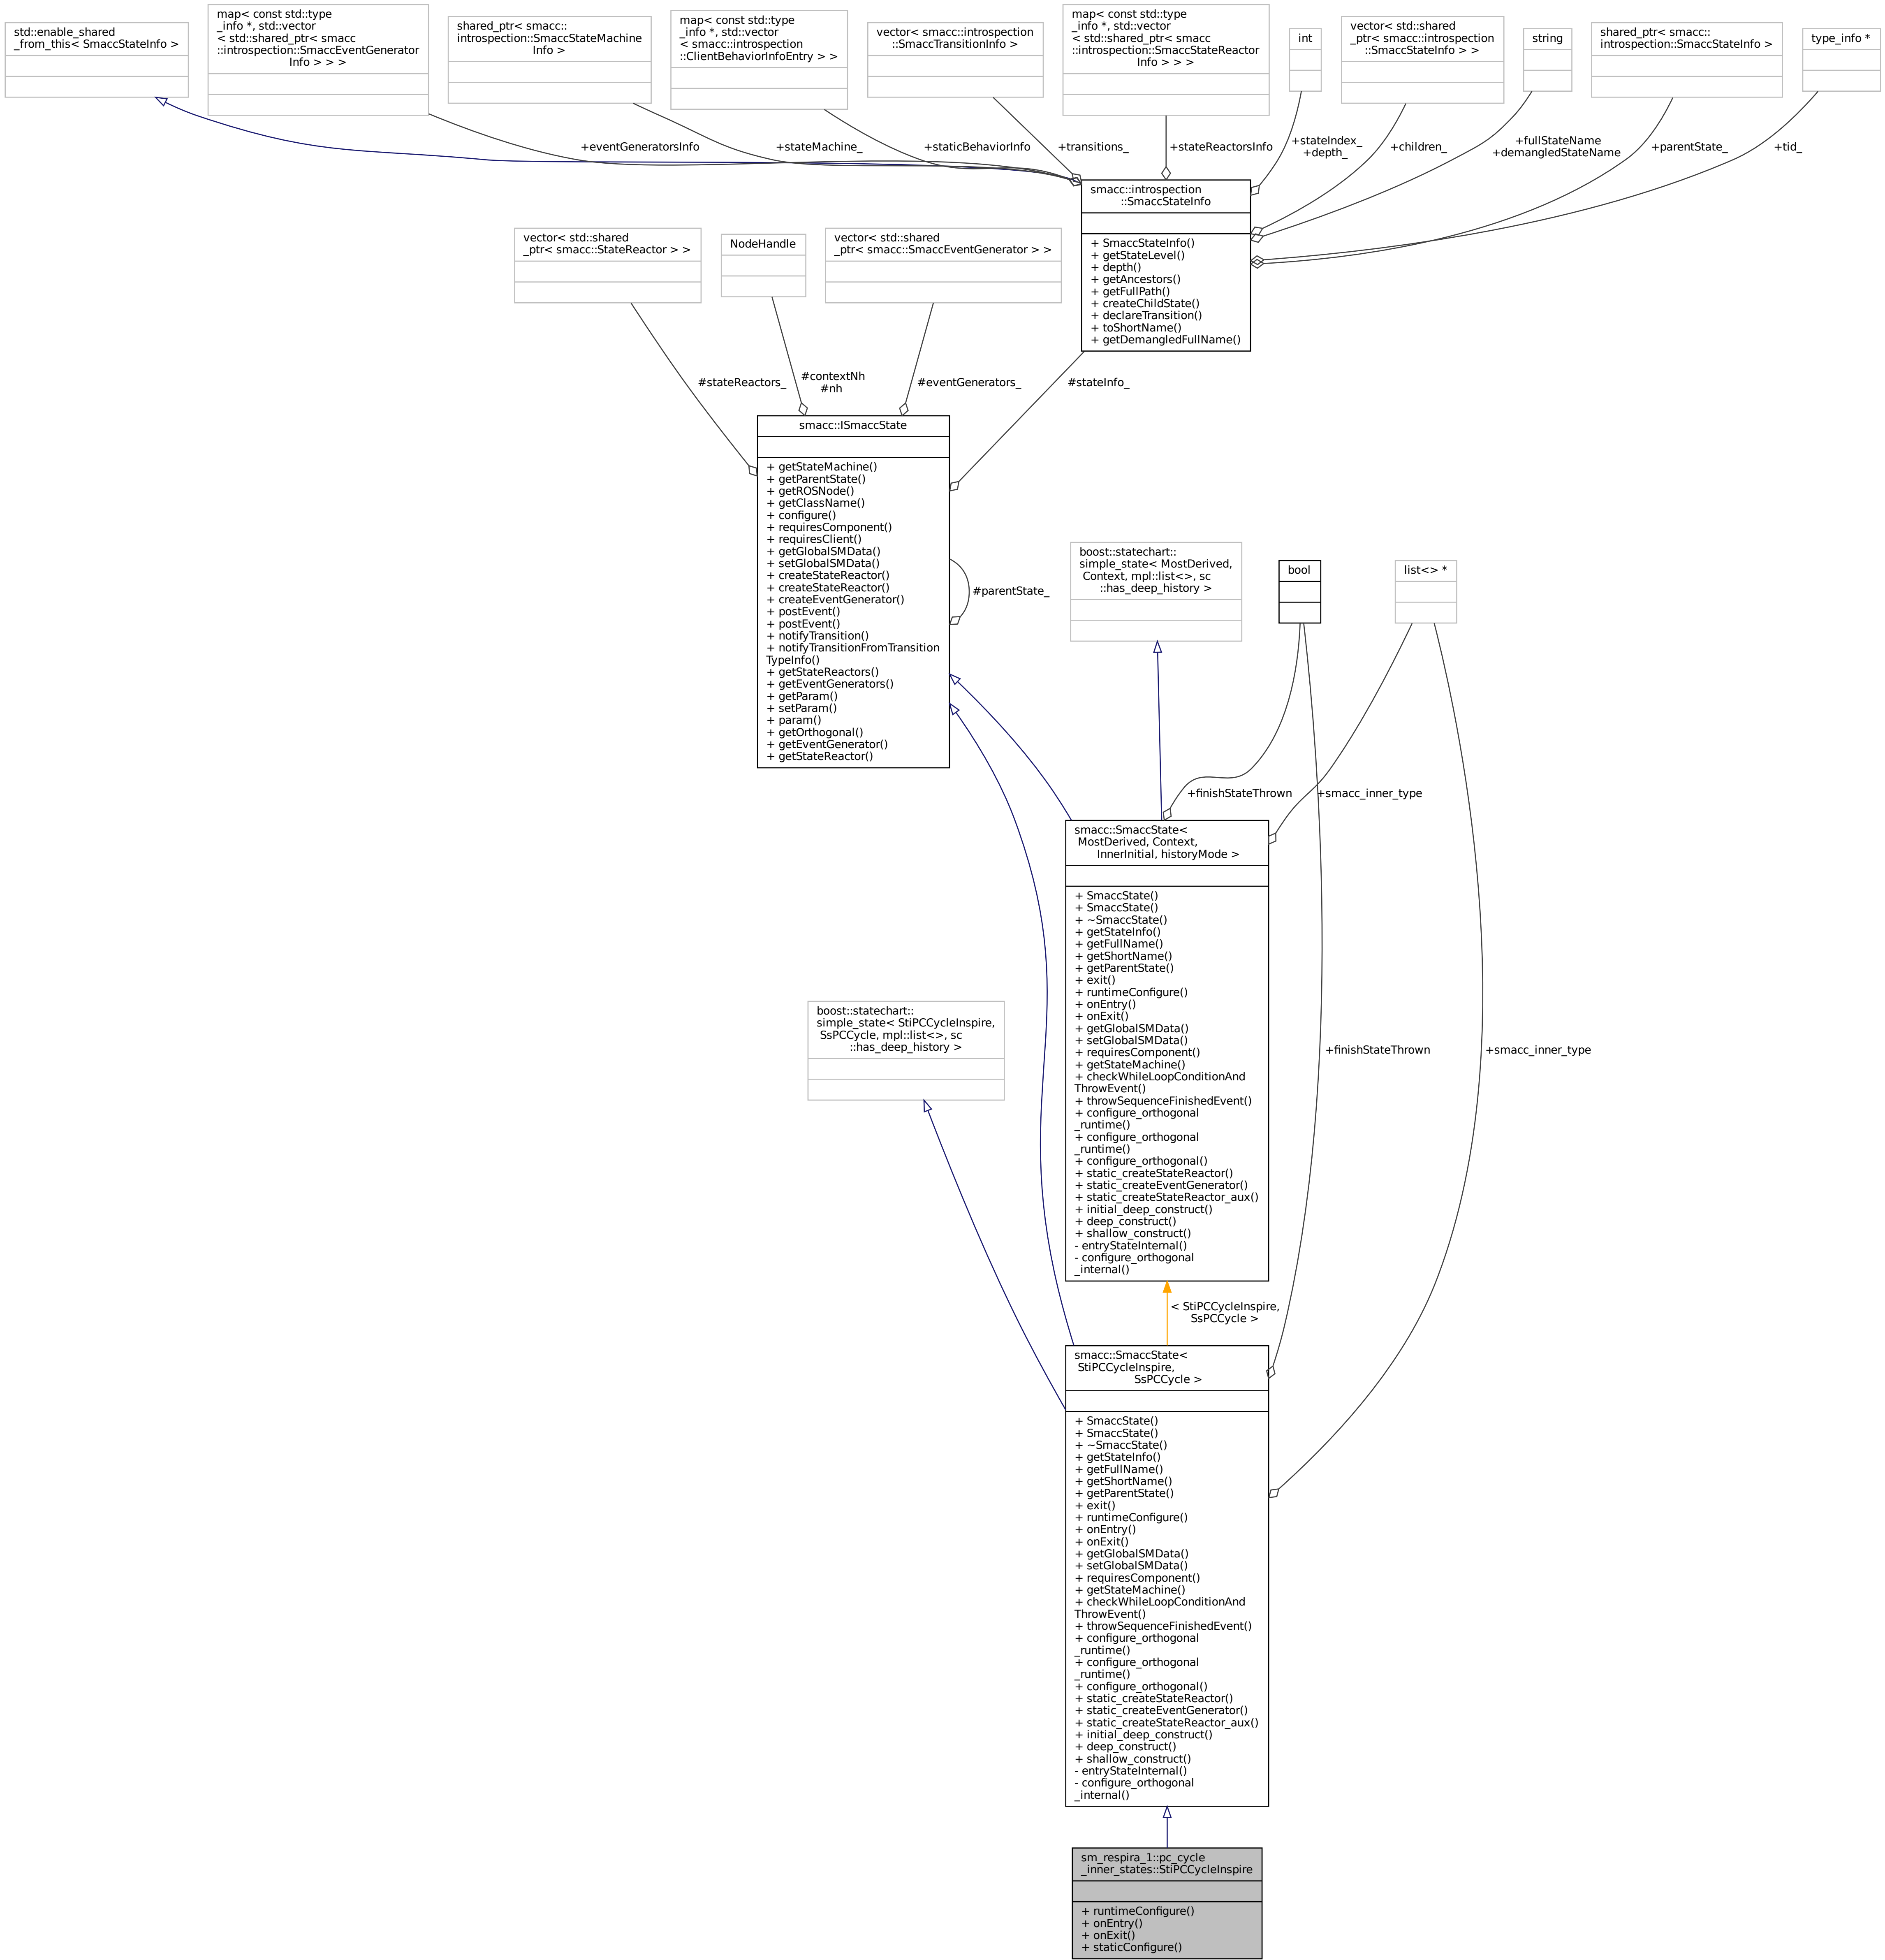 std::enable_shared
_from_this< SmaccStateInfo >
map< const std::type
_info *, std::vector
< std::shared_ptr< smacc
::introspection::SmaccEventGenerator
Info > > >
shared_ptr< smacc::
introspection::SmaccStateMachine
Info >
map< const std::type
_info *, std::vector
< smacc::introspection
::ClientBehaviorInfoEntry > >
vector< smacc::introspection
::SmaccTransitionInfo >
map< const std::type
_info *, std::vector
< std::shared_ptr< smacc
::introspection::SmaccStateReactor
Info > > >
int
vector< std::shared
_ptr< smacc::introspection
::SmaccStateInfo > >
string
shared_ptr< smacc::
introspection::SmaccStateInfo >
type_info *
+eventGeneratorsInfo
+stateMachine_
+staticBehaviorInfo
+transitions_
+stateReactorsInfo
+stateIndex_
+depth_
+children_
+fullStateName
+demangledStateName
+parentState_
+tid_
smacc::introspection
::SmaccStateInfo
+ SmaccStateInfo()
+ getStateLevel()
+ depth()
+ getAncestors()
+ getFullPath()
+ createChildState()
+ declareTransition()
+ toShortName()
+ getDemangledFullName()
vector< std::shared
_ptr< smacc::StateReactor > >
NodeHandle
vector< std::shared
_ptr< smacc::SmaccEventGenerator > >
#stateReactors_
#contextNh
#nh
#eventGenerators_
#stateInfo_
smacc::ISmaccState
+ getStateMachine()
+ getParentState()
+ getROSNode()
+ getClassName()
+ configure()
+ requiresComponent()
+ requiresClient()
+ getGlobalSMData()
+ setGlobalSMData()
+ createStateReactor()
+ createStateReactor()
+ createEventGenerator()
+ postEvent()
+ postEvent()
+ notifyTransition()
+ notifyTransitionFromTransition
TypeInfo()
+ getStateReactors()
+ getEventGenerators()
+ getParam()
+ setParam()
+ param()
+ getOrthogonal()
+ getEventGenerator()
+ getStateReactor()
#parentState_
boost::statechart::
simple_state< MostDerived,
Context, mpl::list<>, sc
::has_deep_history >
bool
list<> *
+finishStateThrown
+smacc_inner_type
smacc::SmaccState<
MostDerived, Context,
InnerInitial, historyMode >
+ SmaccState()
+ SmaccState()
+ ~SmaccState()
+ getStateInfo()
+ getFullName()
+ getShortName()
+ getParentState()
+ exit()
+ runtimeConfigure()
+ onEntry()
+ onExit()
+ getGlobalSMData()
+ setGlobalSMData()
+ requiresComponent()
+ getStateMachine()
+ checkWhileLoopConditionAnd
ThrowEvent()
+ throwSequenceFinishedEvent()
+ configure_orthogonal
_runtime()
+ configure_orthogonal
_runtime()
+ configure_orthogonal()
+ static_createStateReactor()
+ static_createEventGenerator()
+ static_createStateReactor_aux()
+ initial_deep_construct()
+ deep_construct()
+ shallow_construct()
- entryStateInternal()
- configure_orthogonal
_internal()
boost::statechart::
simple_state< StiPCCycleInspire,
SsPCCycle, mpl::list<>, sc
::has_deep_history >
+finishStateThrown
+smacc_inner_type
< StiPCCycleInspire,
SsPCCycle >
smacc::SmaccState<
StiPCCycleInspire,
SsPCCycle >
+ SmaccState()
+ SmaccState()
+ ~SmaccState()
+ getStateInfo()
+ getFullName()
+ getShortName()
+ getParentState()
+ exit()
+ runtimeConfigure()
+ onEntry()
+ onExit()
+ getGlobalSMData()
+ setGlobalSMData()
+ requiresComponent()
+ getStateMachine()
+ checkWhileLoopConditionAnd
ThrowEvent()
+ throwSequenceFinishedEvent()
+ configure_orthogonal
_runtime()
+ configure_orthogonal
_runtime()
+ configure_orthogonal()
+ static_createStateReactor()
+ static_createEventGenerator()
+ static_createStateReactor_aux()
+ initial_deep_construct()
+ deep_construct()
+ shallow_construct()
- entryStateInternal()
- configure_orthogonal
_internal()
sm_respira_1::pc_cycle
_inner_states::StiPCCycleInspire
+ runtimeConfigure()
+ onEntry()
+ onExit()
+ staticConfigure()